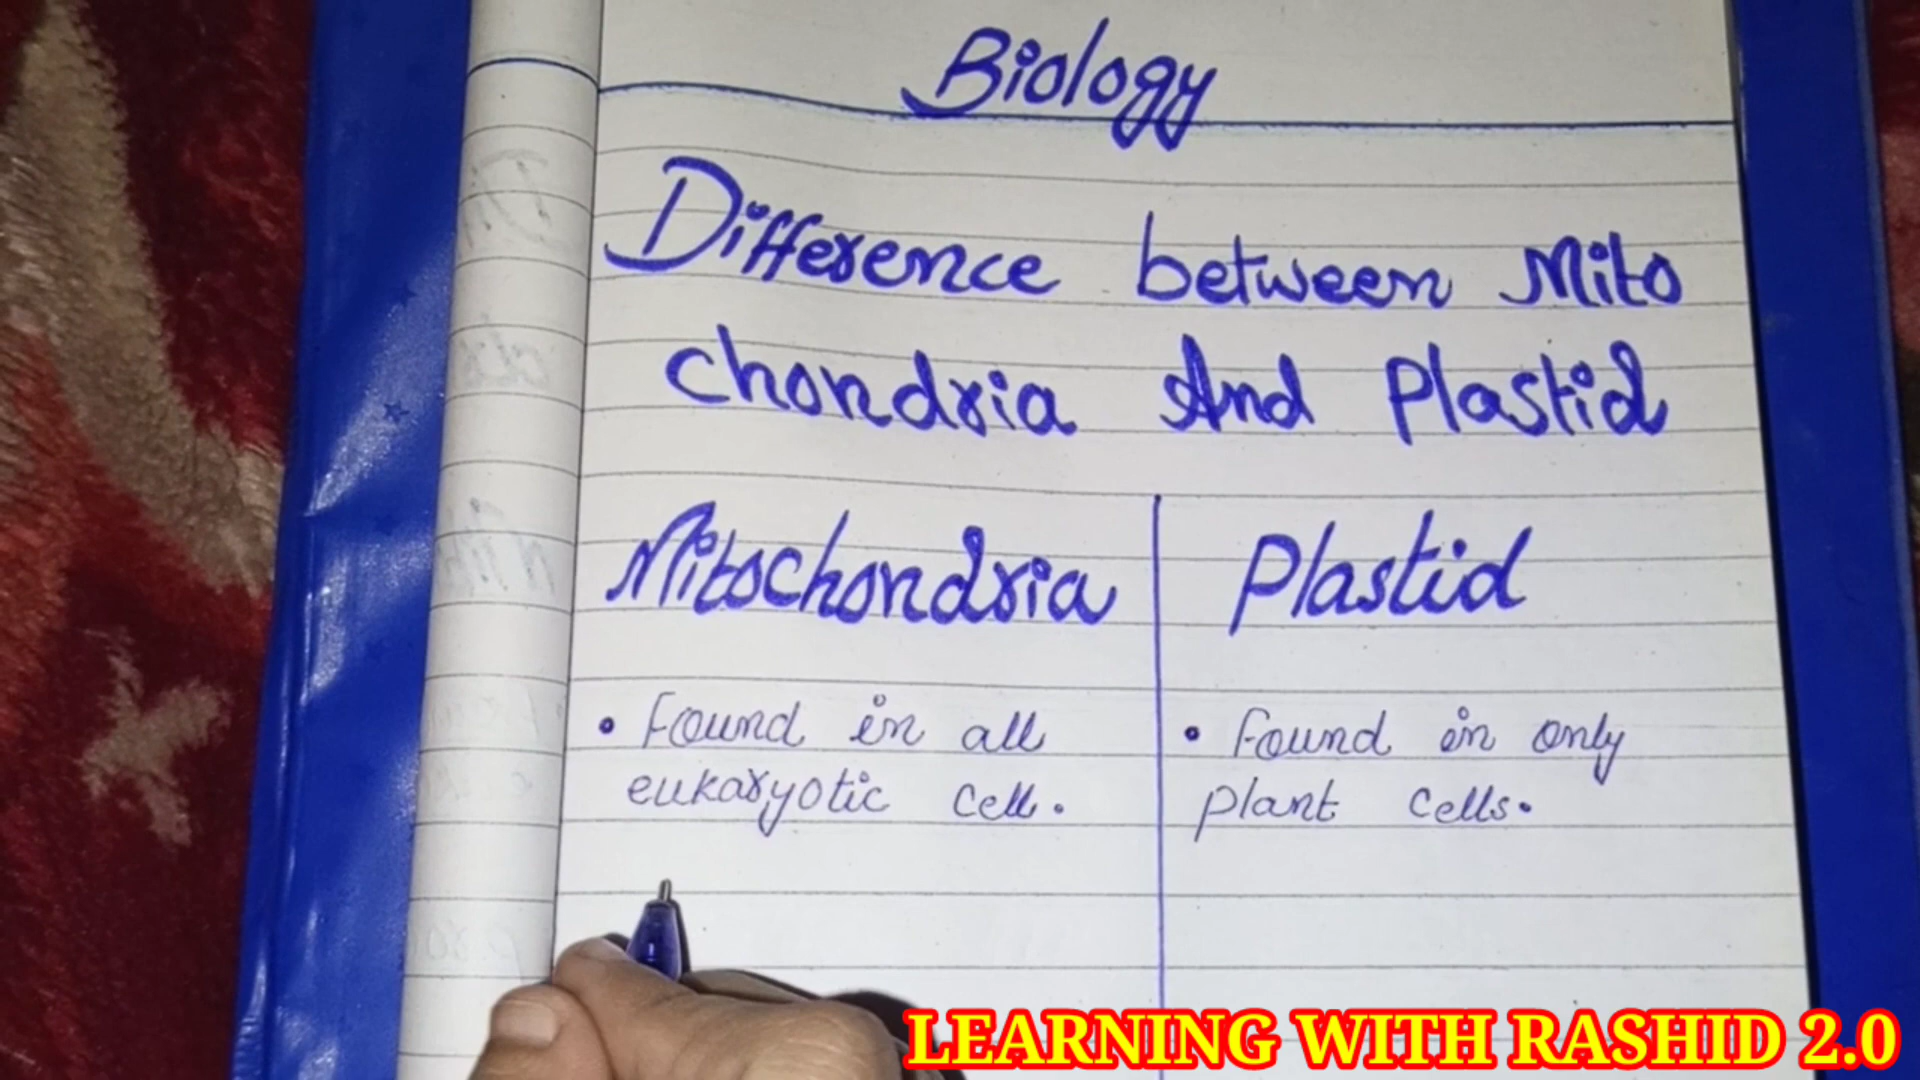 Biology
Difference between Mito
chondria And Plastid
Mitochondria
Plastid
• Found in all
eukaryotic cell.
• Found in only
plant cells.
LEARNING WITH RASHID 2.0